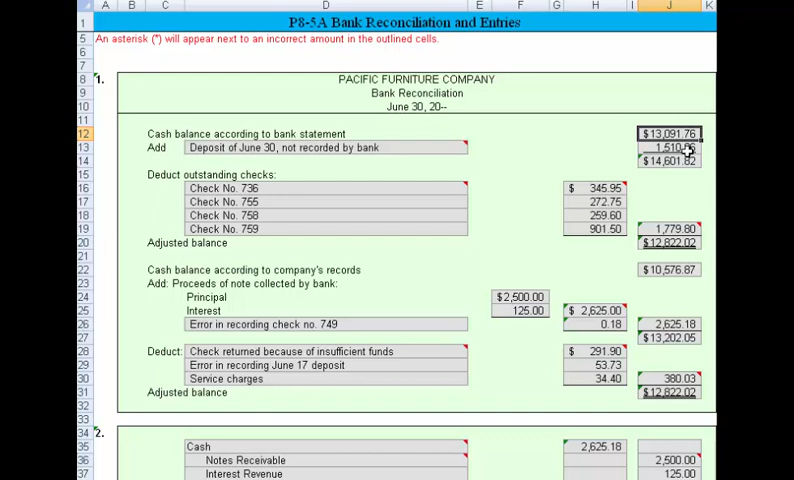 A B C D E F G H I J K
1 P8-5A Bank Reconciliation and Entries
5 An asterisk (*) will appear next to an incorrect amount in the outlined cells.
6
7
8 1. PACIFIC FURNITURE COMPANY
9 Bank Reconciliation
10 June 30, 20--
11
12 Cash balance according to bank statement $13,091.76
13 Add Deposit of June 30, not recorded by bank 1,510.06
14 $14,601.82
15 Deduct outstanding checks:
16 Check No. 736 $ 345.95
17 Check No. 755 272.75
18 Check No. 758 259.60
19 Check No. 759 901.50 1,779.80
20 Adjusted balance $12,822.02
21
22 Cash balance according to company's records $10,576.87
23 Add: Proceeds of note collected by bank:
24 Principal $2,500.00
25 Interest 125.00 $ 2,625.00
26 Error in recording check no. 749 0.18 2,625.18
27 $13,202.05
28 Deduct: Check returned because of insufficient funds $ 291.90
29 Error in recording June 17 deposit 53.73
30 Service charges 34.40 380.03
31 Adjusted balance $12,822.02
32
33
34 2.
35 Cash 2,625.18
36 Notes Receivable 2,500.00
37 Interest Revenue 125.00